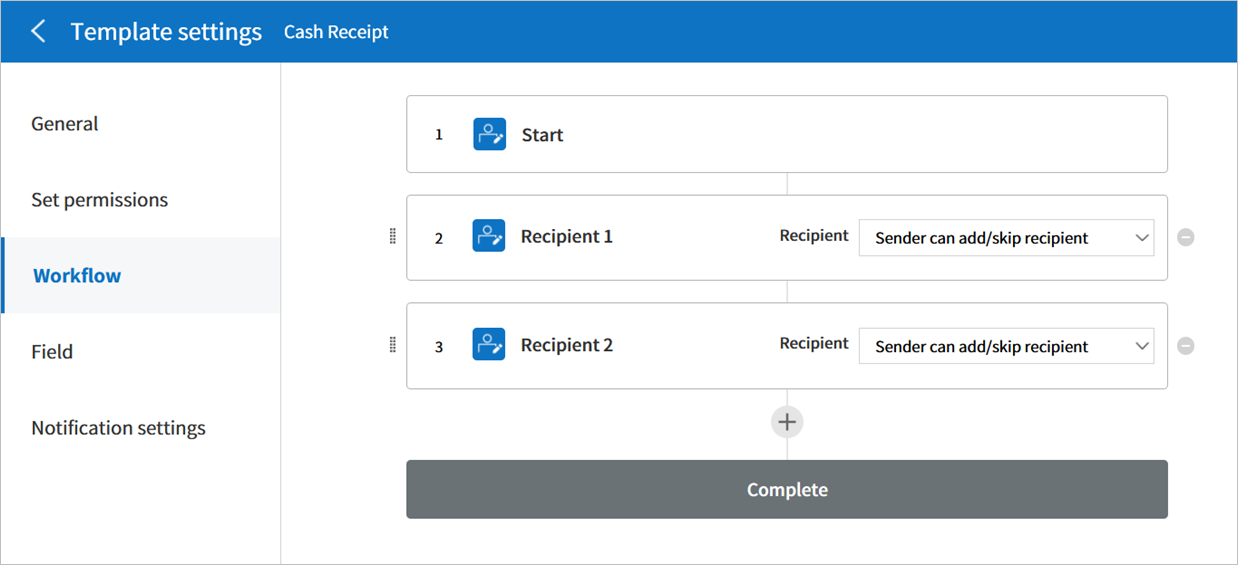 Template settings Cash Receipt
General
Set permissions
Workflow
Field
Notification settings
1 Start
2 Recipient 1 Recipient Sender can add/skip recipient
3 Recipient 2 Recipient Sender can add/skip recipient
Complete